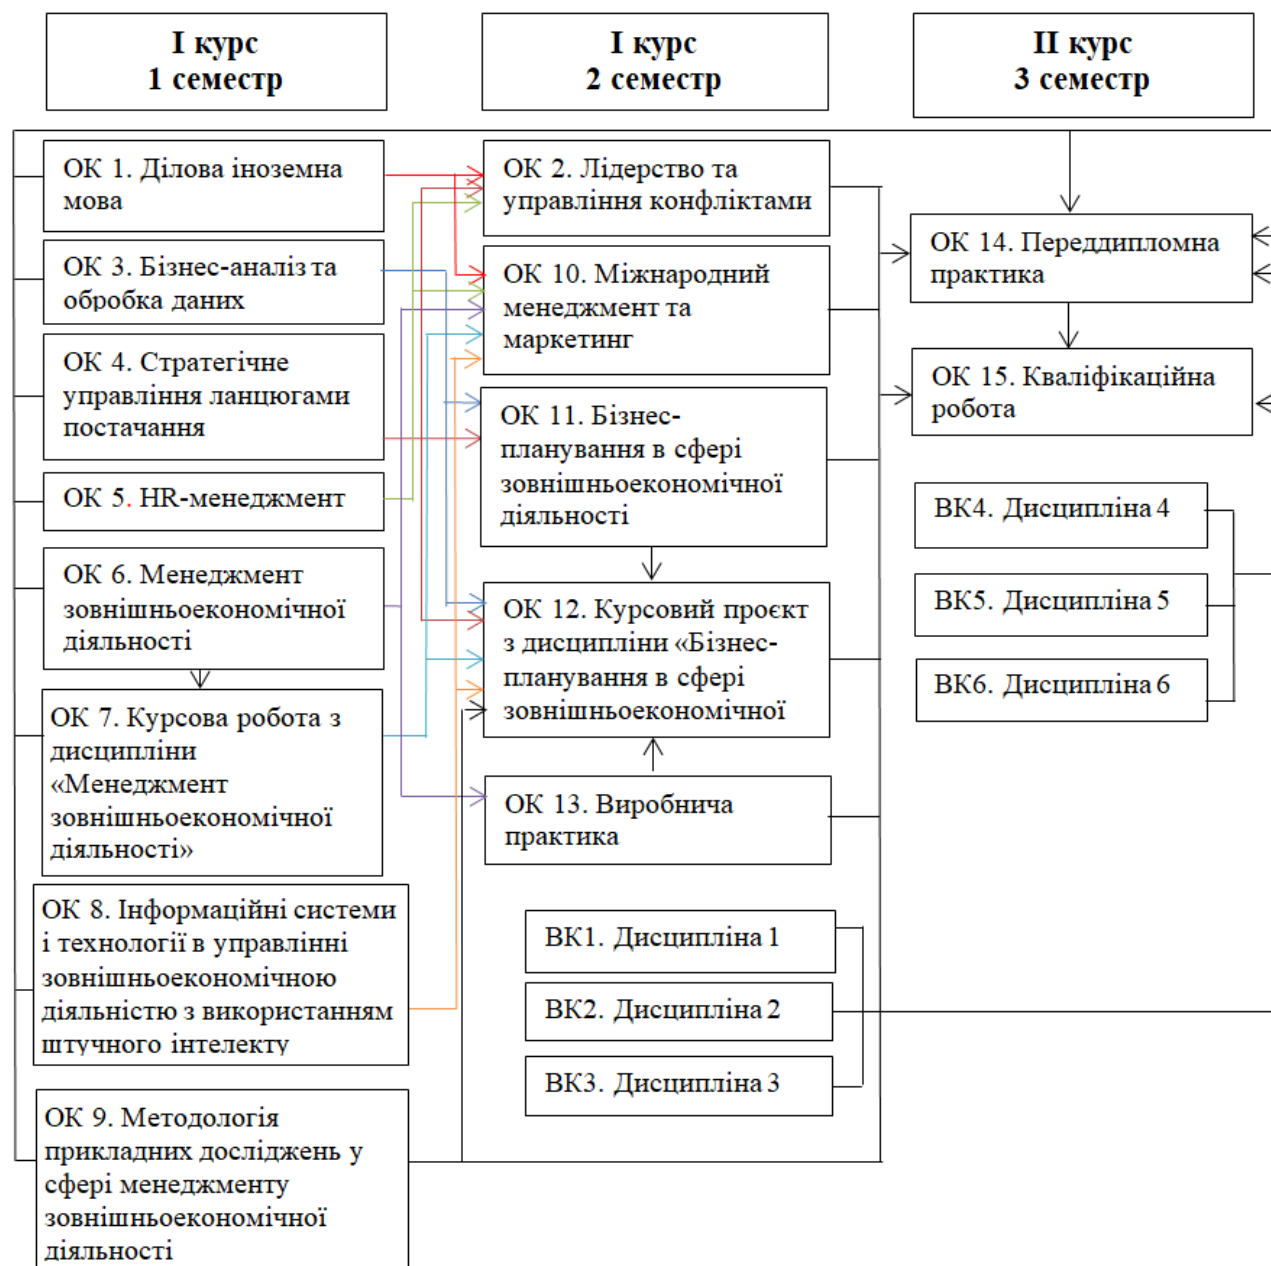 I курс
1 семестр
I курс
2 семестр
II курс
3 семестр
ОК 1. Ділова іноземна
мова
ОК 3. Бізнес-аналіз та
обробка даних
ОК 4. Стратегічне
управління ланцюгами
постачання
ОК 5. HR-менеджмент
ОК 6. Менеджмент
зовнішньоекономічної
діяльності
ОК 7. Курсова робота з
дисципліни
«Менеджмент
зовнішньоекономічної
діяльності»
ОК 8. Інформаційні системи
і технології в управлінні
зовнішньоекономічною
діяльністю з використанням
штучного інтелекту
ОК 9. Методологія
прикладних досліджень у
сфері менеджменту
зовнішньоекономічної
діяльності
ОК 2. Лідерство та
управління конфліктами
ОК 10. Міжнародний
менеджмент та
маркетинг
ОК 11. Бізнес-
планування в сфері
зовнішньоекономічної
діяльності
ОК 12. Курсовий проєкт
з дисципліни «Бізнес-
планування в сфері
зовнішньоекономічної
ОК 13. Виробнича
практика
ВК1. Дисципліна 1
ВК2. Дисципліна 2
ВК3. Дисципліна 3
ОК 14. Переддипломна
практика
ОК 15. Кваліфікаційна
робота
ВК4. Дисципліна 4
ВК5. Дисципліна 5
ВК6. Дисципліна 6